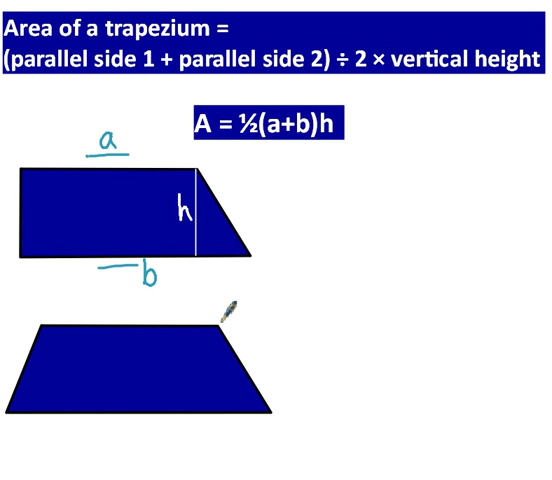 Area of a trapezium =
(parallel side 1 + parallel side 2) ÷ 2 × vertical height
A = ½(a+b)h
a
h
b